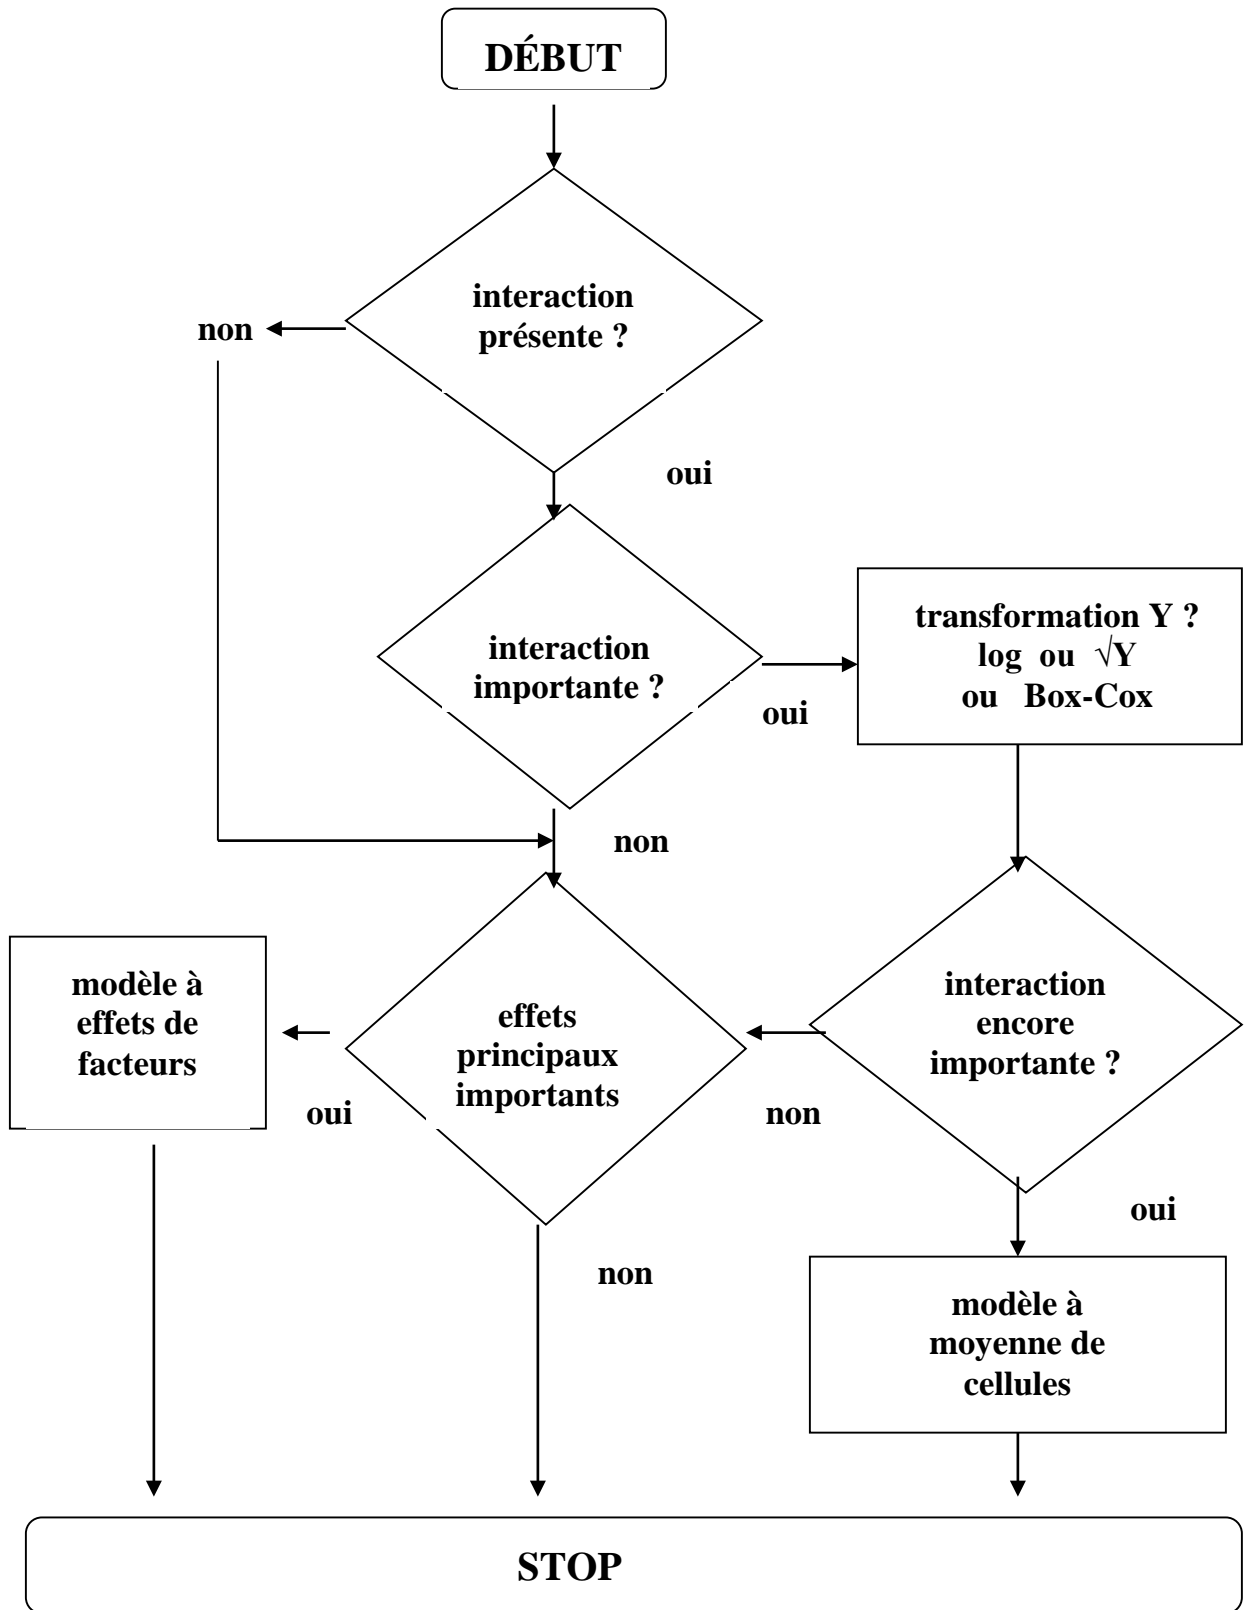 DÉBUT
interaction
présente ?
non
oui
interaction
importante ?
oui
transformation Y ?
log ou √Y
ou Box-Cox
non
modèle à
effets de
facteurs
oui
effets
principaux
importants
non
interaction
encore
importante ?
oui
non
modèle à
moyenne de
cellules
STOP